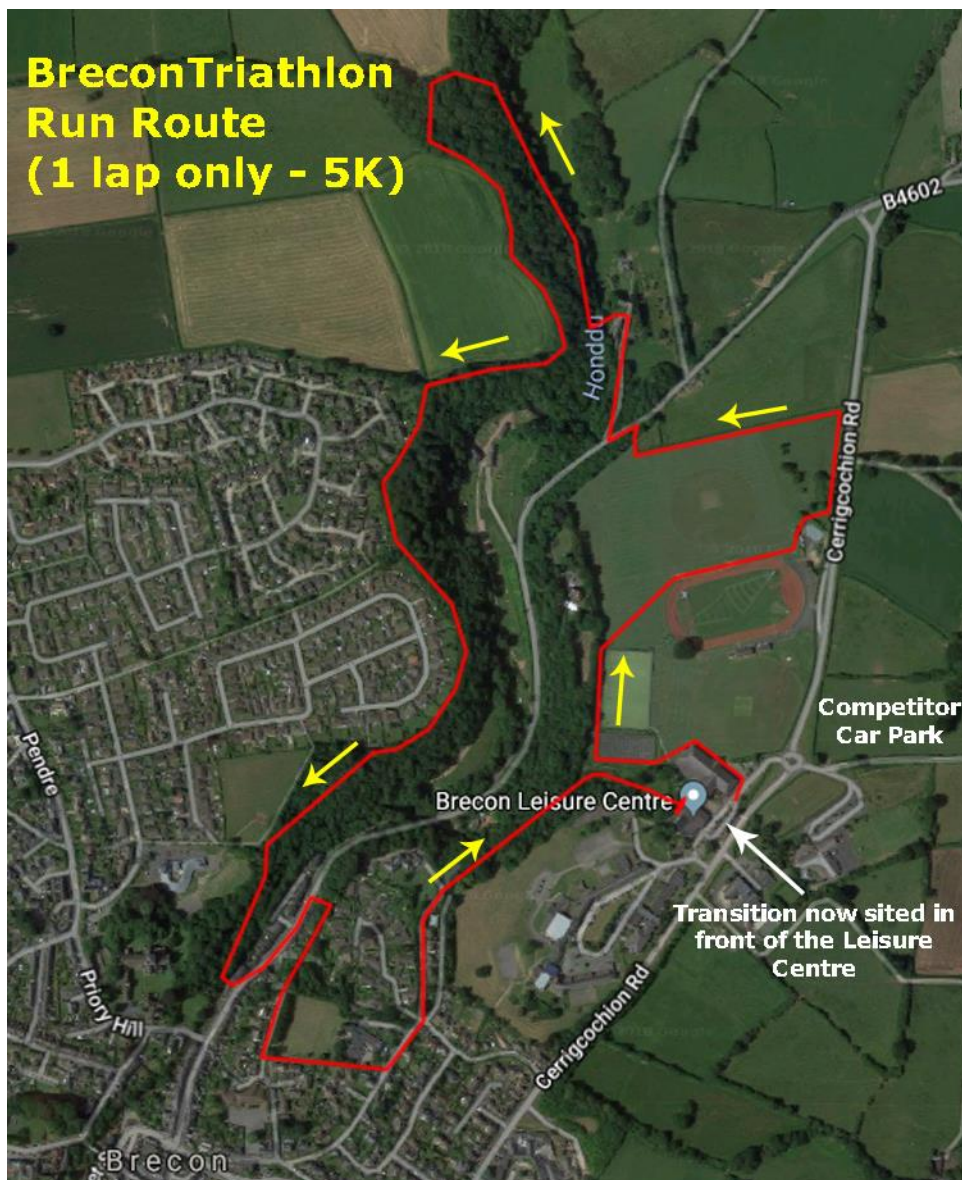 BreconTriathlon
Run Route
(1 lap only - 5K)
B4602
Honddu
Cerrigcochion Rd
Competitor
Car Park
Pendre
Brecon Leisure Centre
Transition now sited in
front of the Leisure
Centre
Priory Hill
Cerrigcochion Rd
Brecon